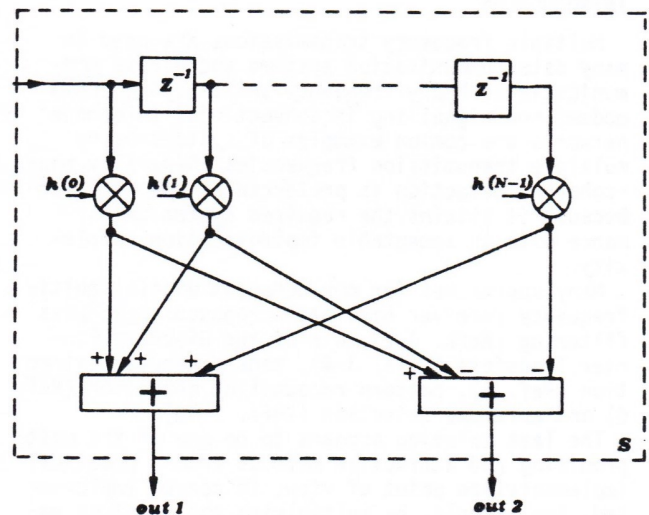 z⁻¹ z⁻¹
h(0) h(1) h(N-1)
+ + + + - -
+ +
S
out 1 out 2